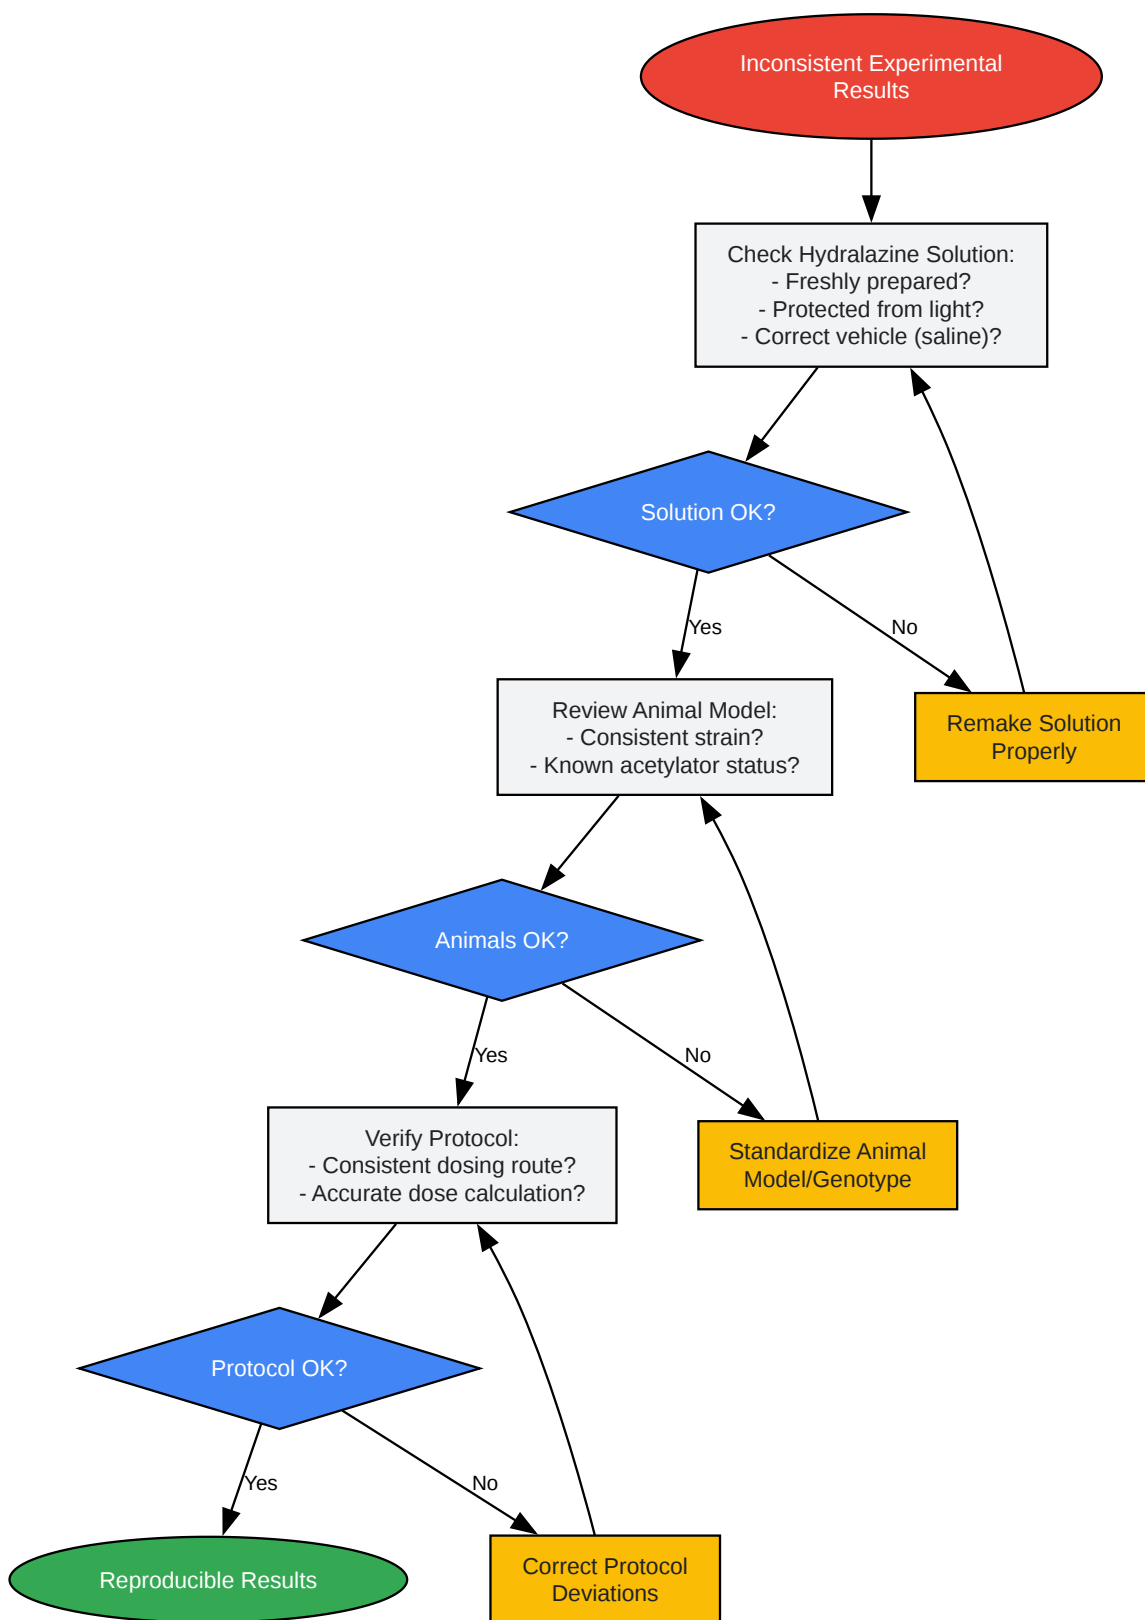 Inconsistent Experimental
Results
Check Hydralazine Solution:
- Freshly prepared?
- Protected from light?
- Correct vehicle (saline)?
Solution OK?
Yes
No
Review Animal Model:
- Consistent strain?
- Known acetylator status?
Remake Solution
Properly
Animals OK?
Yes
No
Verify Protocol:
- Consistent dosing route?
- Accurate dose calculation?
Standardize Animal
Model/Genotype
Protocol OK?
Yes
No
Reproducible Results
Correct Protocol
Deviations